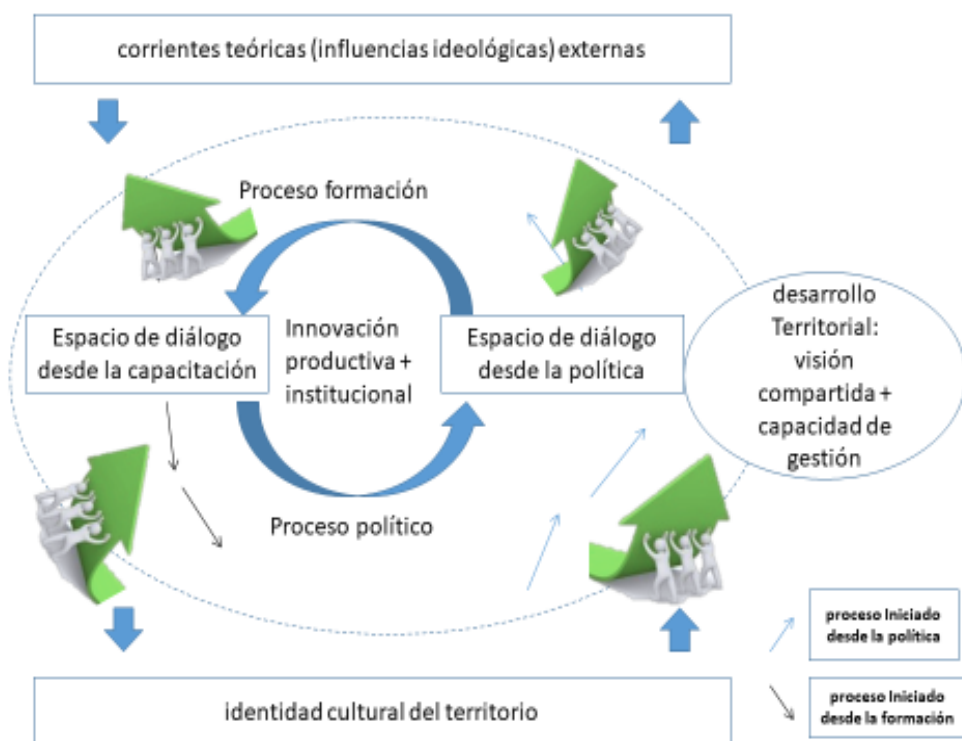 corrientes teóricas (influencias ideológicas) externas
Proceso formación
Espacio de diálogo
desde la capacitación
Innovación
productiva +
institucional
Espacio de diálogo
desde la política
desarrollo
Territorial:
visión
compartida +
capacidad de
gestión
Proceso político
proceso Iniciado
desde la política
proceso Iniciado
desde la formación
identidad cultural del territorio